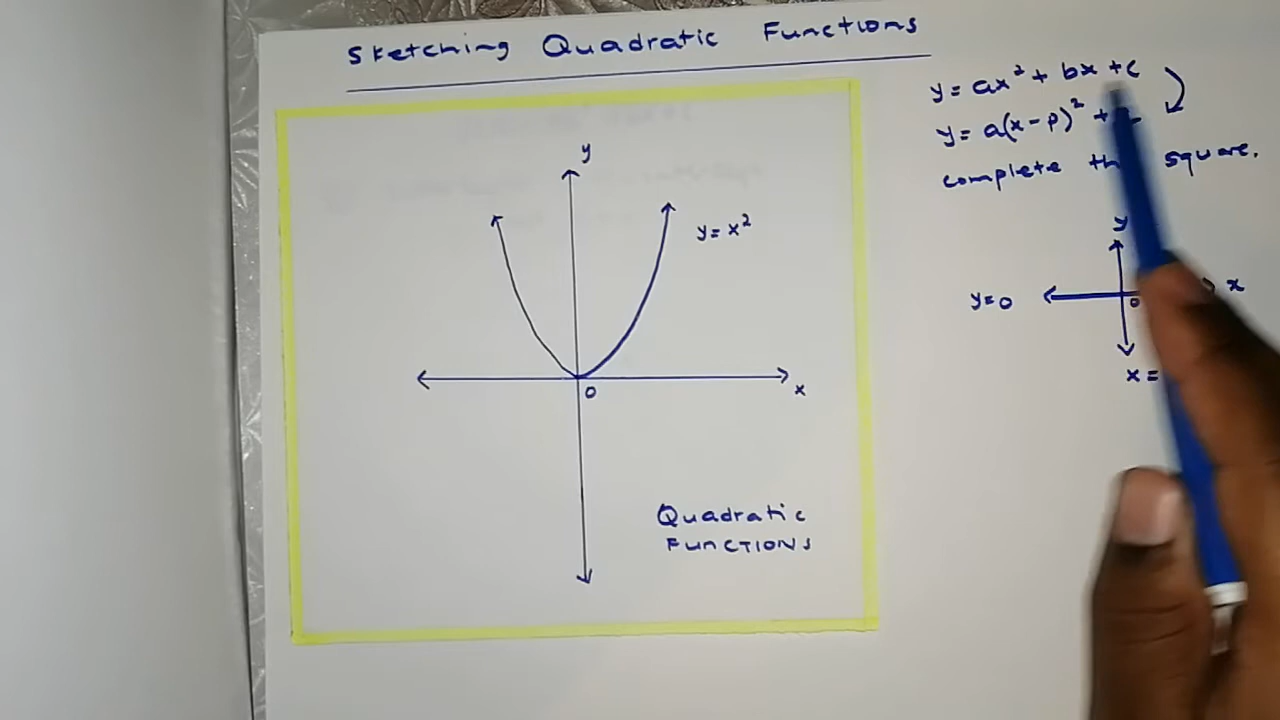 Sketching Quadratic Functions
y = ax² + bx + c
y = a(x - p)² +
complete square.
y
y = x²
0
x
Quadratic
FUNCTIONS
y
y = 0
0
x
x =